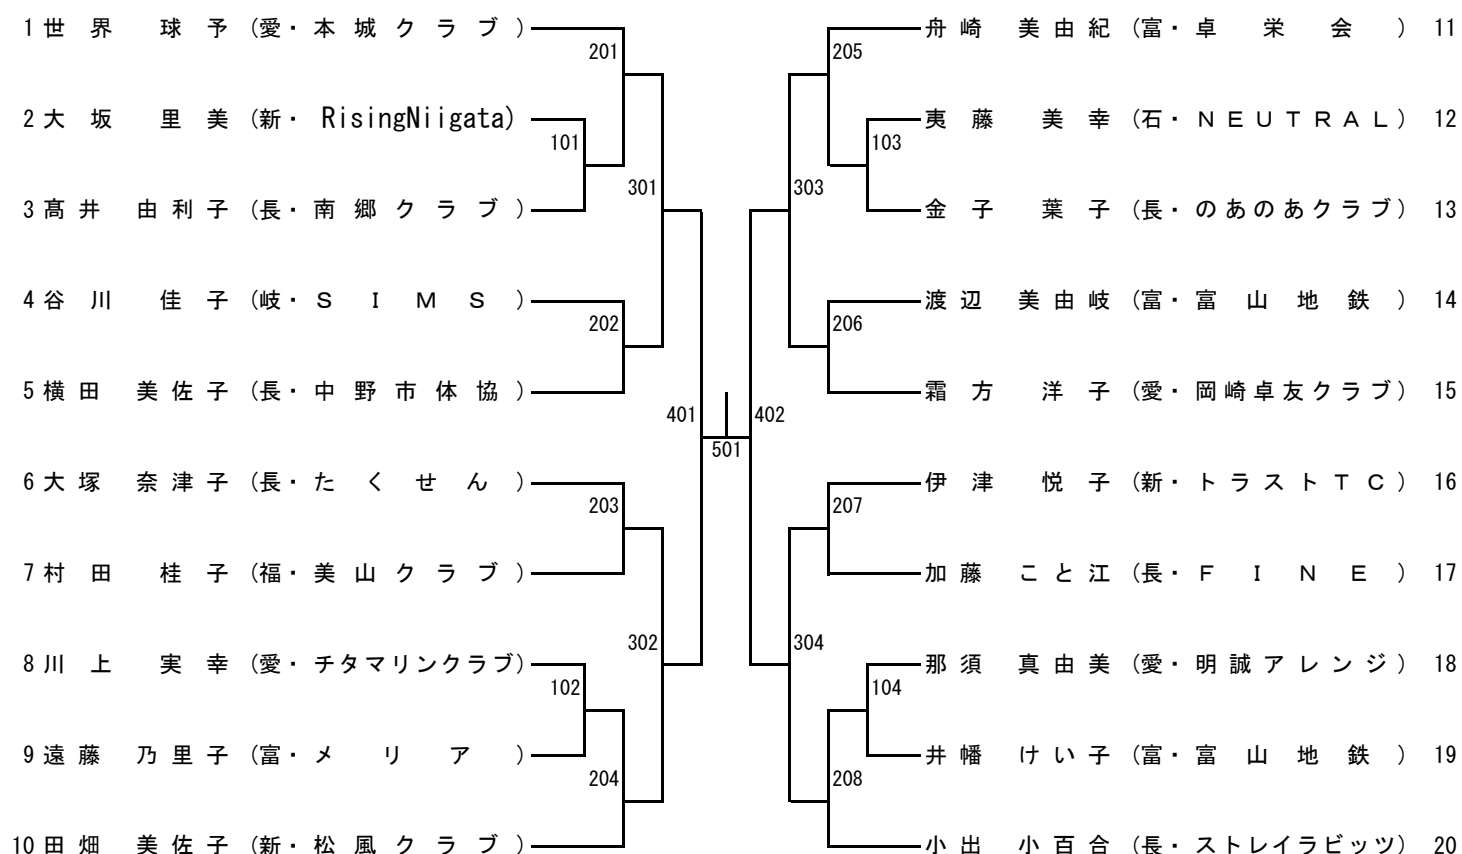 1 世界 球予 (愛・本城クラブ)
201
2 大坂 里美 (新・RisingNiigata)
101
3 髙井 由利子 (長・南郷クラブ)
301
4 谷川 佳子 (岐・SIMS)
202
5 横田 美佐子 (長・中野市体協)
401
6 大塚 奈津子 (長・たくせん)
203
7 村田 桂子 (福・美山クラブ)
302
8 川上 実幸 (愛・チタマリンクラブ)
102
9 遠藤 乃里子 (富・メリア)
204
10 田畑 美佐子 (新・松風クラブ)
501
舟崎 美由紀 (富・卓栄会) 11
205
夷藤 美幸 (石・NEUTRAL) 12
103
303
金子 葉子 (長・のあのあクラブ) 13
渡辺 美由岐 (富・富山地鉄) 14
206
霜方 洋子 (愛・岡崎卓友クラブ) 15
402
伊津 悦子 (新・トラストTC) 16
207
加藤 こと江 (長・FINE) 17
304
那須 真由美 (愛・明誠アレンジ) 18
104
井幡 けい子 (富・富山地鉄) 19
208
小出 小百合 (長・ストレイラビッツ) 20